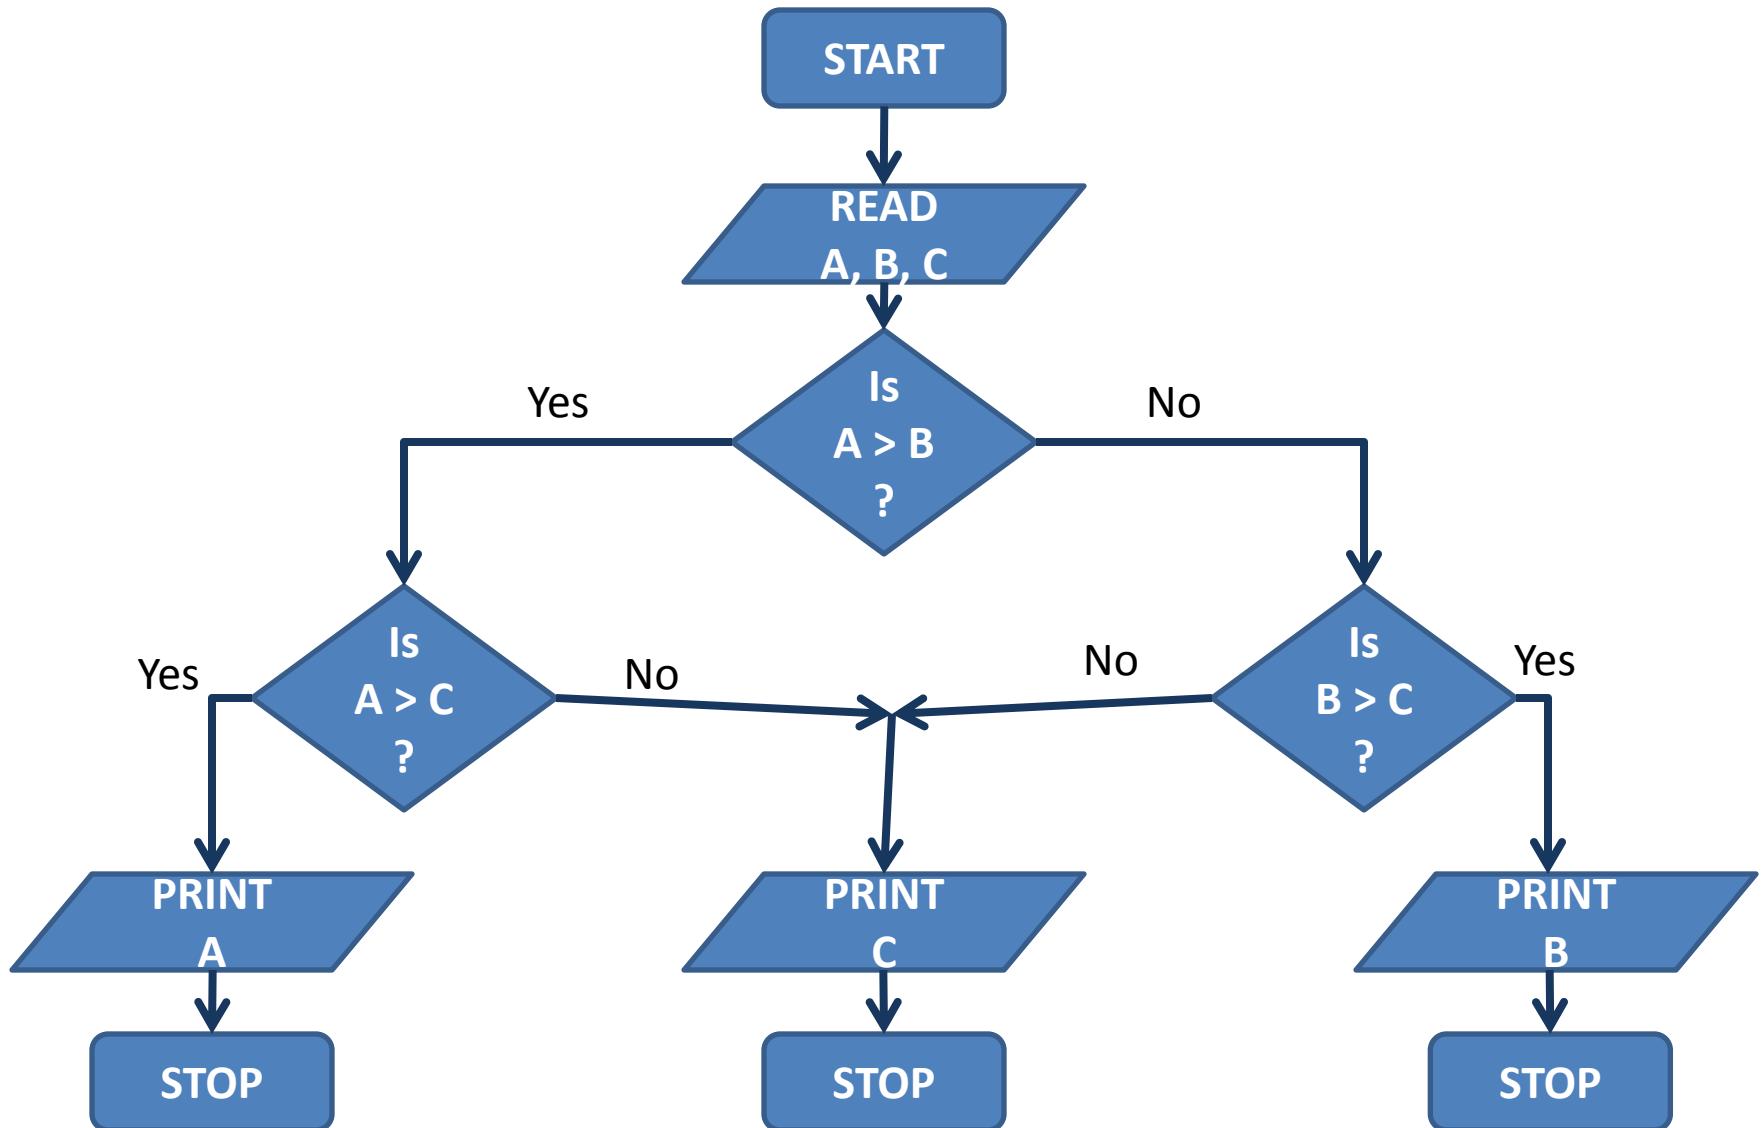 START
READ
A, B, C
Is
A > B
?
Yes
No
Is
A > C
?
Yes
No
Is
B > C
?
No
Yes
PRINT
A
PRINT
C
PRINT
B
STOP
STOP
STOP